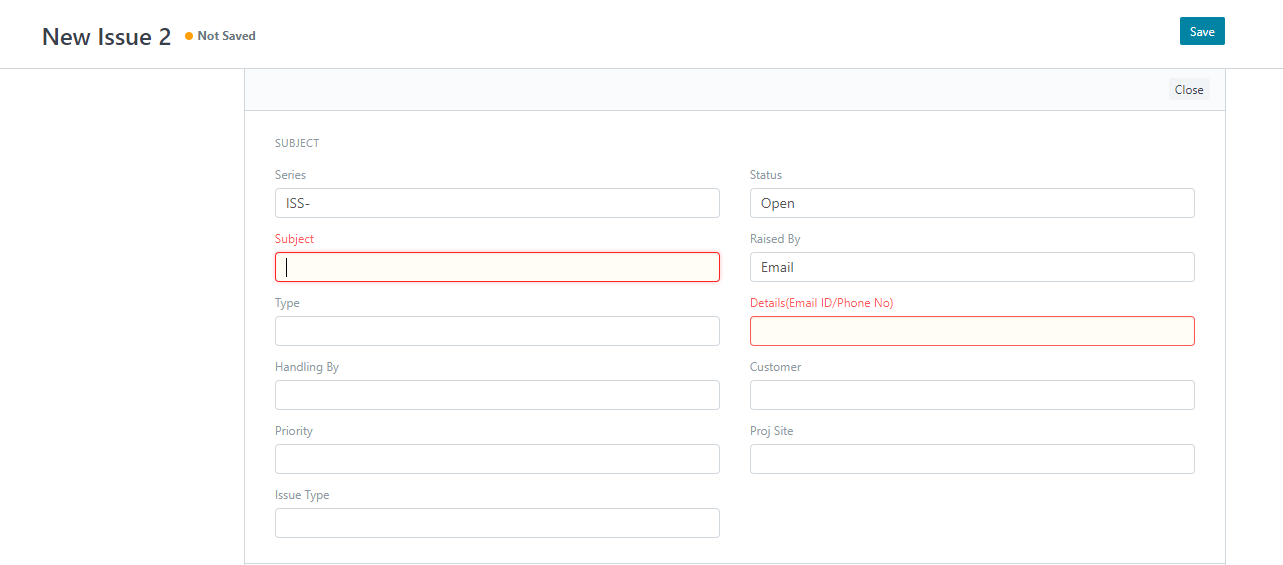 New Issue 2 Not Saved Save
Close
SUBJECT
Series Status
ISS- Open
Subject Raised By
Email
Type Details(Email ID/Phone No)
Handling By Customer
Priority Proj Site
Issue Type